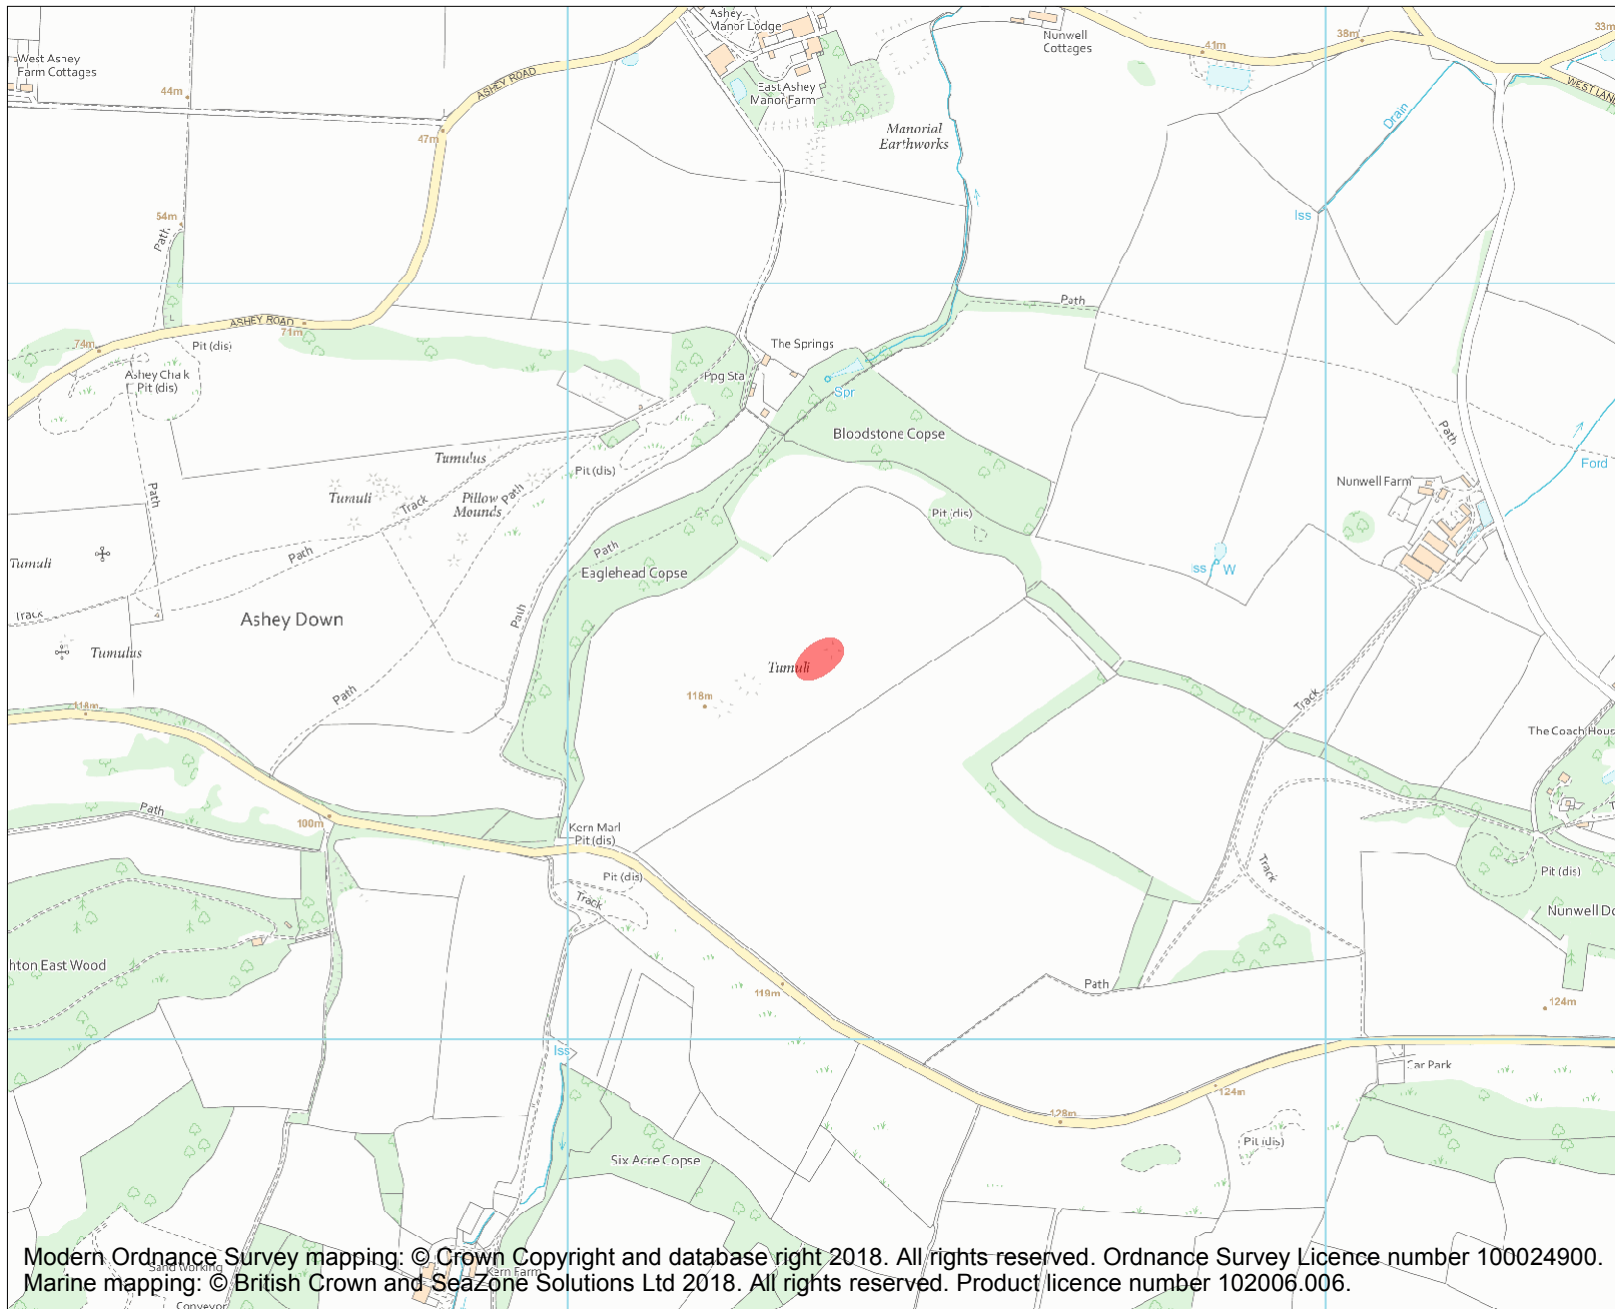 Ashey
Manor Lodge
Nunwell
Cottages
41m
38m
33m
West Ashey
Farm Cottages
44m
ASHEY ROAD
East Ashey
Manor Farm
WEST LANE
Drain
47m
Manorial
Earthworks
54m
Path
Iss
Path
ASHEY ROAD
71m
74m
Pit (dis)
The Springs
Ashey Chalk
Pit (dis)
Ppg Sta
Spr
Bloodstone Copse
Path
Tumulus
Pit (dis)
Ford
Nunwell Farm
Path
Tumuli
Track
Pillow
Mounds
Path
Pit (dis)
Path
Tumuli
Path
Eaglehead Copse
Iss
W
Track
Ashey Down
Path
Tumulus
Tumuli
118m
Path
Track
118m
The Coach Hous
Path
100m
Kern Marl
Pit (dis)
Pit (dis)
Track
Track
Pit (dis)
Nunwell Do
hton East Wood
Path
119m
124m
Iss
Car Park
124m
128m
Pit (dis)
Six Acre Copse
Modern Ordnance Survey mapping: © Crown Copyright and database right 2018. All rights reserved. Ordnance Survey Licence number 100024900.
Sand Working
Kern Farm
Marine mapping: © British Crown and SeaZone Solutions Ltd 2018. All rights reserved. Product licence number 102006.006.
Conveyor